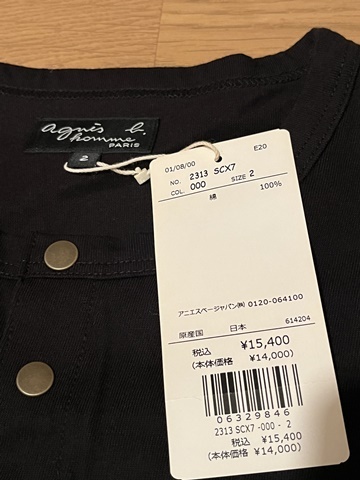 agnès b.
homme
PARIS
2
01/08/00 E20
NO. 2313 SCX7
COL. 000 SIZE 2
綿 100%
アニエスベージャパン㈱ 0120-064100
原産国 日本 614204
税込 ¥15,400
(本体価格 ¥14,000)
06329846
2313 SCX7 -000 - 2
税込 ¥15,400
(本体価格 ¥14,000)